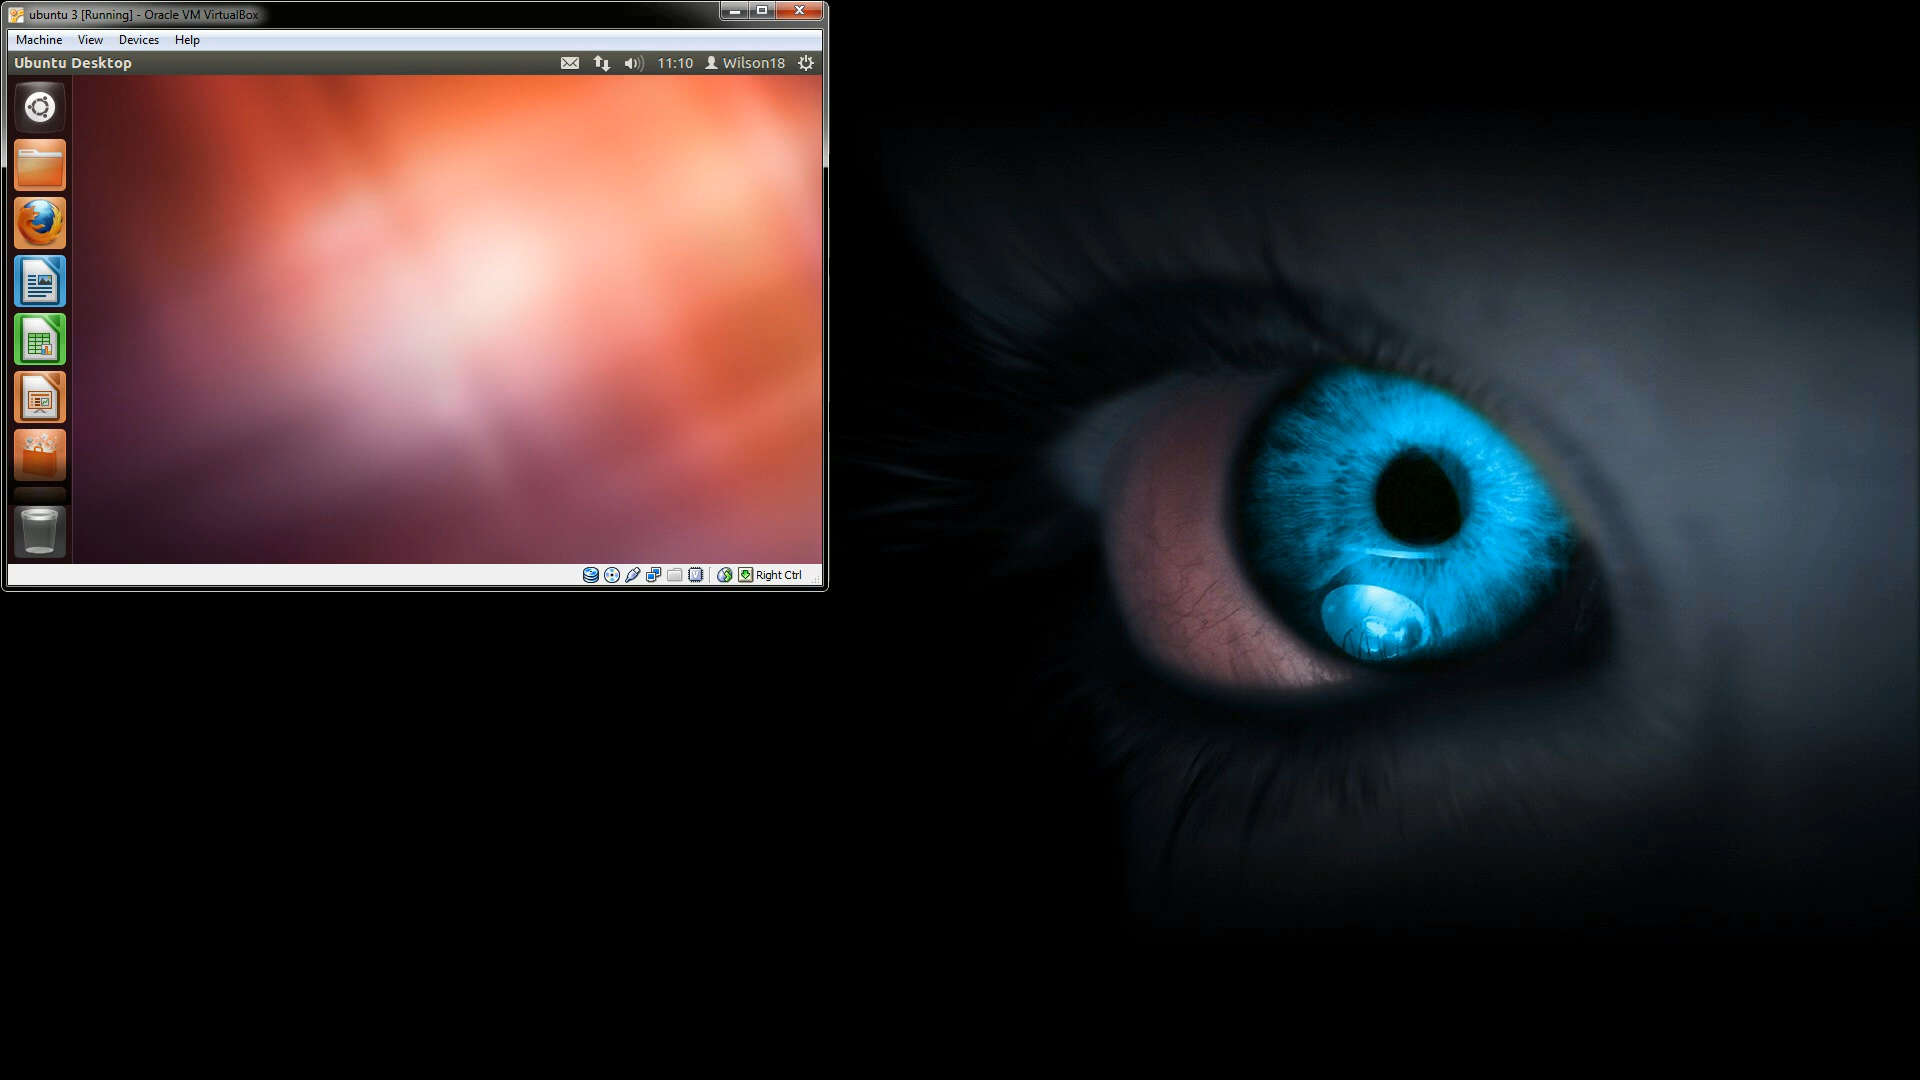 ubuntu 3 [Running] - Oracle VM VirtualBox
Machine View Devices Help
Ubuntu Desktop 11:10 Wilson18
Right Ctrl